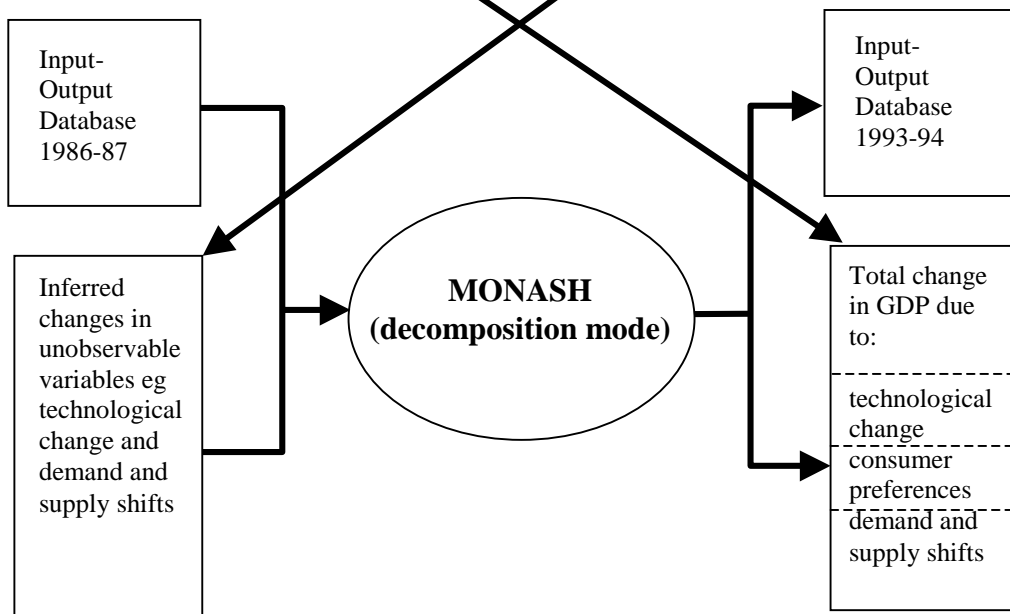 Input-
Output
Database
1986-87
Input-
Output
Database
1993-94
Inferred
changes in
unobservable
variables eg
technological
change and
demand and
supply shifts
MONASH
(decomposition mode)
Total change
in GDP due
to:
technological
change
consumer
preferences
demand and
supply shifts